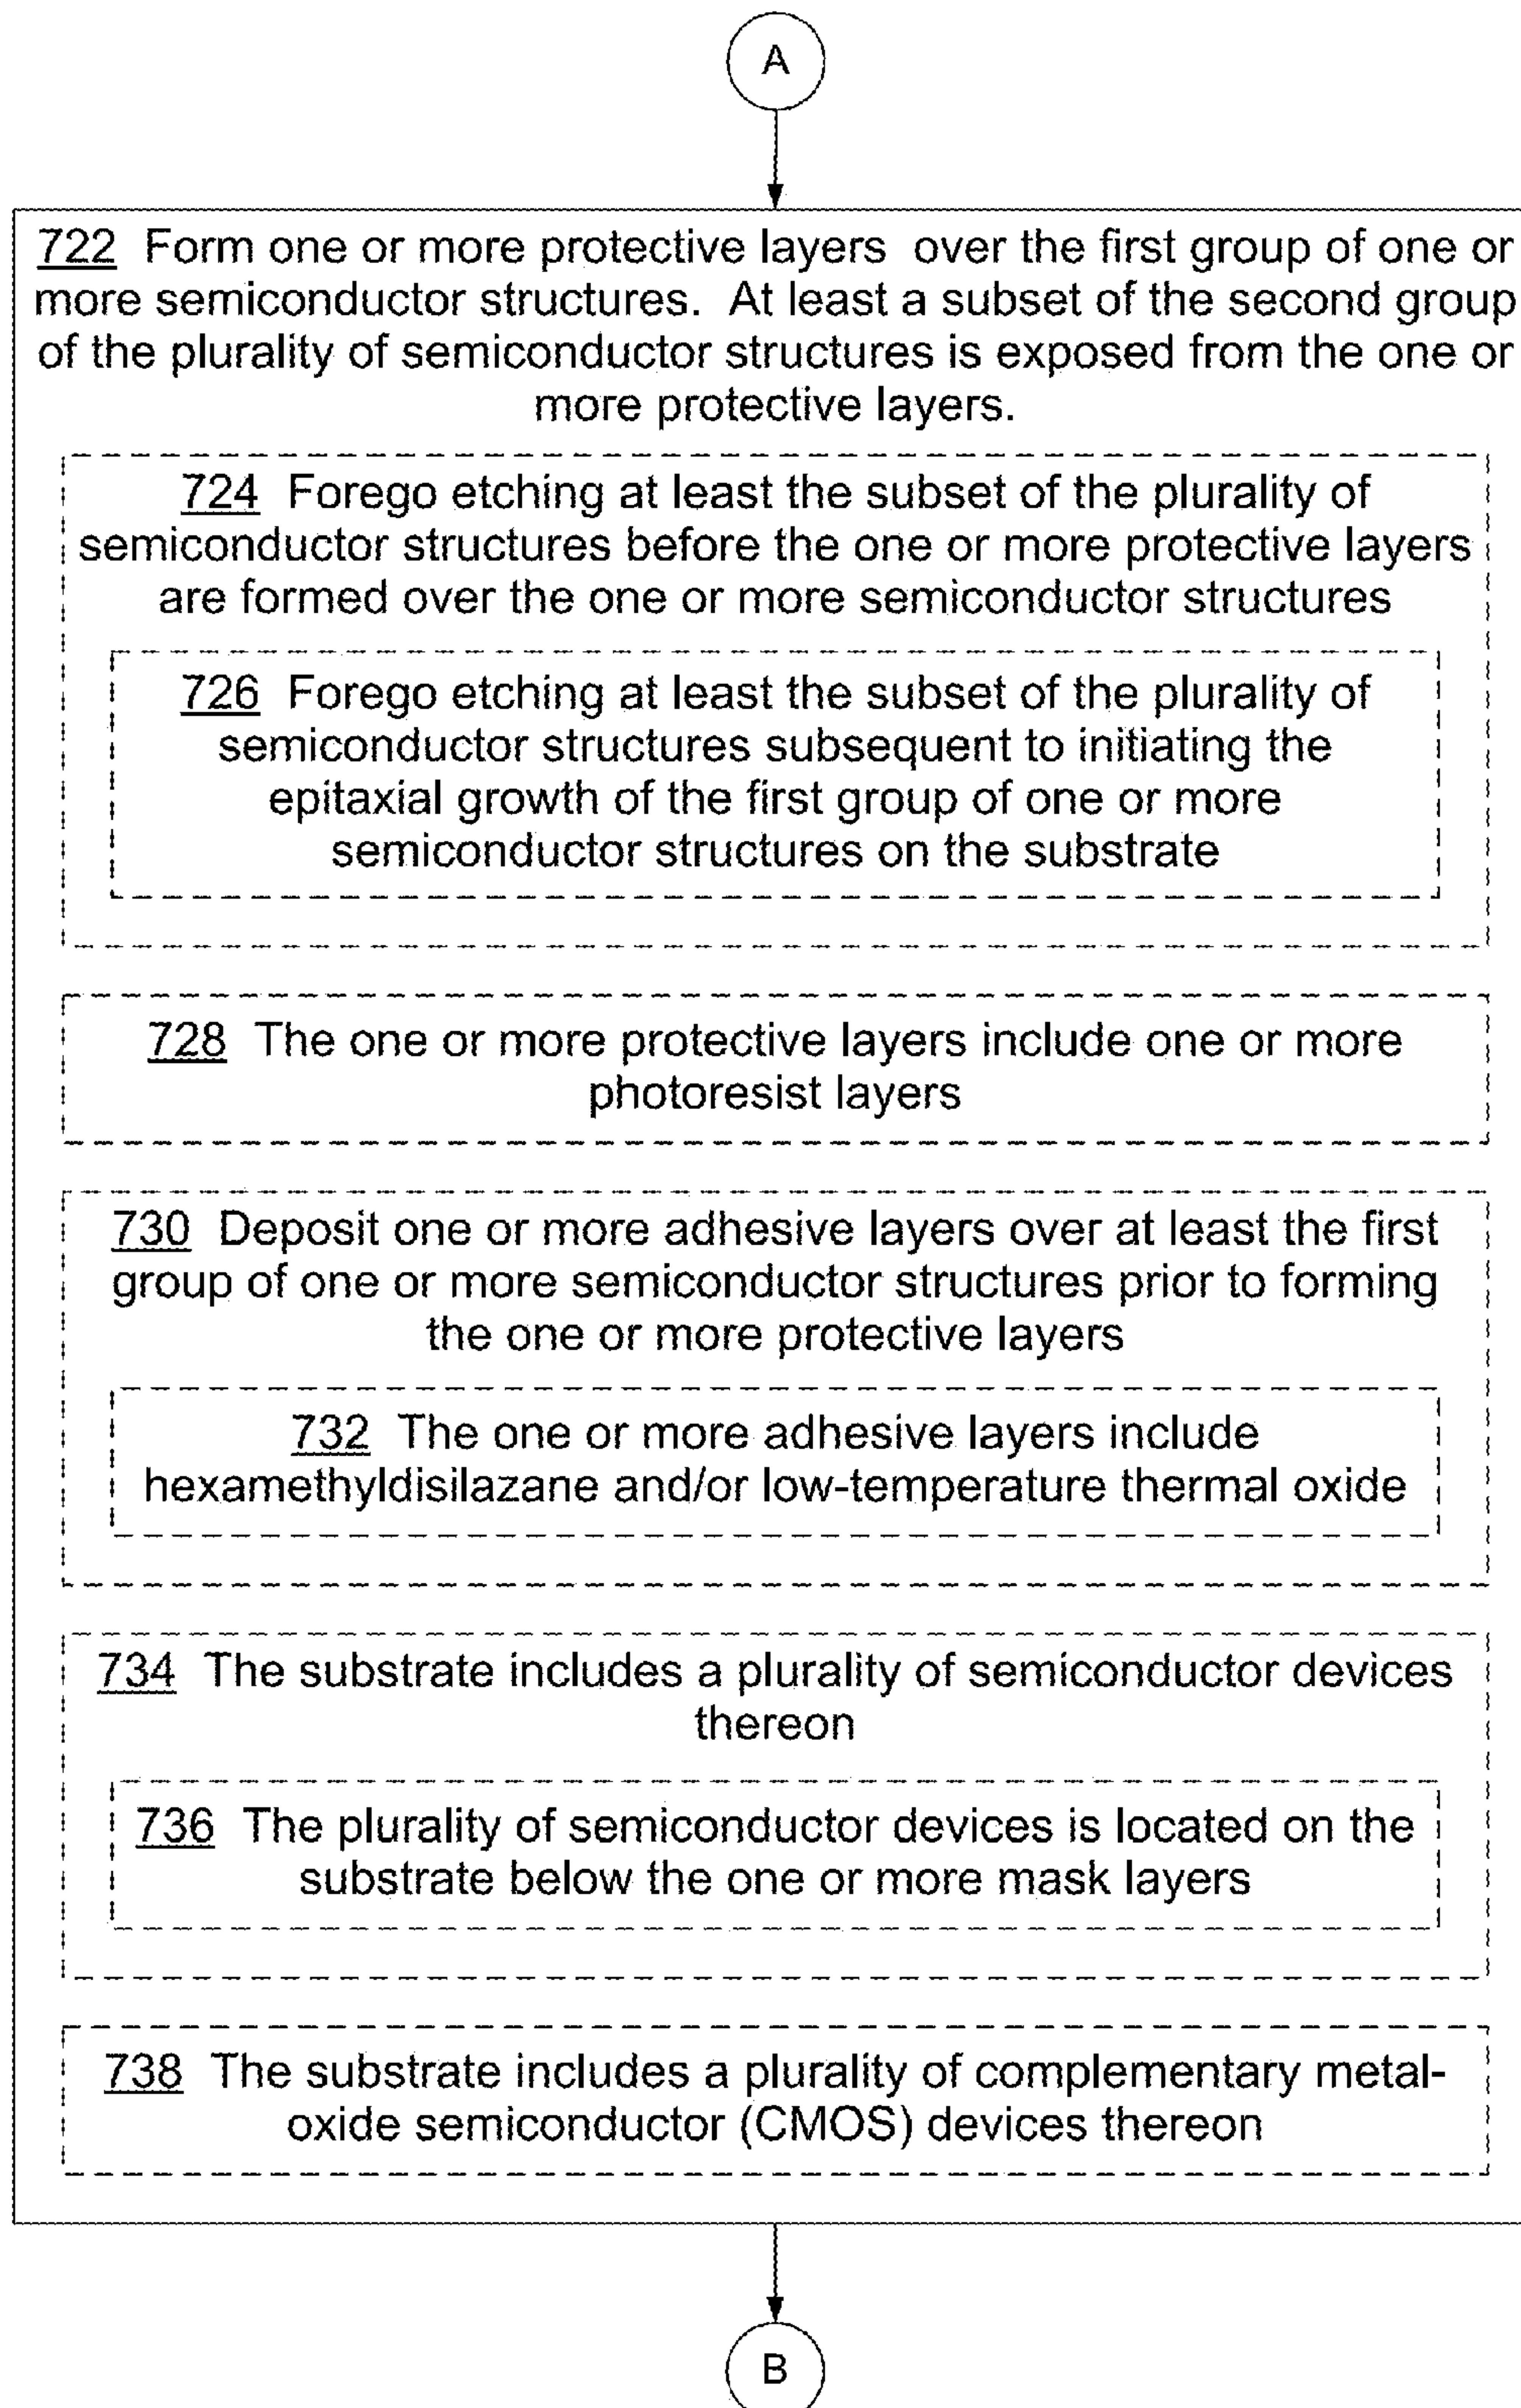 A
722 Form one or more protective layers over the first group of one or
more semiconductor structures. At least a subset of the second group
of the plurality of semiconductor structures is exposed from the one or
more protective layers.
724 Forego etching at least the subset of the plurality of
semiconductor structures before the one or more protective layers
are formed over the one or more semiconductor structures
726 Forego etching at least the subset of the plurality of
semiconductor structures subsequent to initiating the
epitaxial growth of the first group of one or more
semiconductor structures on the substrate
728 The one or more protective layers include one or more
photoresist layers
730 Deposit one or more adhesive layers over at least the first
group of one or more semiconductor structures prior to forming
the one or more protective layers
732 The one or more adhesive layers include
hexamethyldisilazane and/or low-temperature thermal oxide
734 The substrate includes a plurality of semiconductor devices
thereon
736 The plurality of semiconductor devices is located on the
substrate below the one or more mask layers
738 The substrate includes a plurality of complementary metal-
oxide semiconductor (CMOS) devices thereon
B